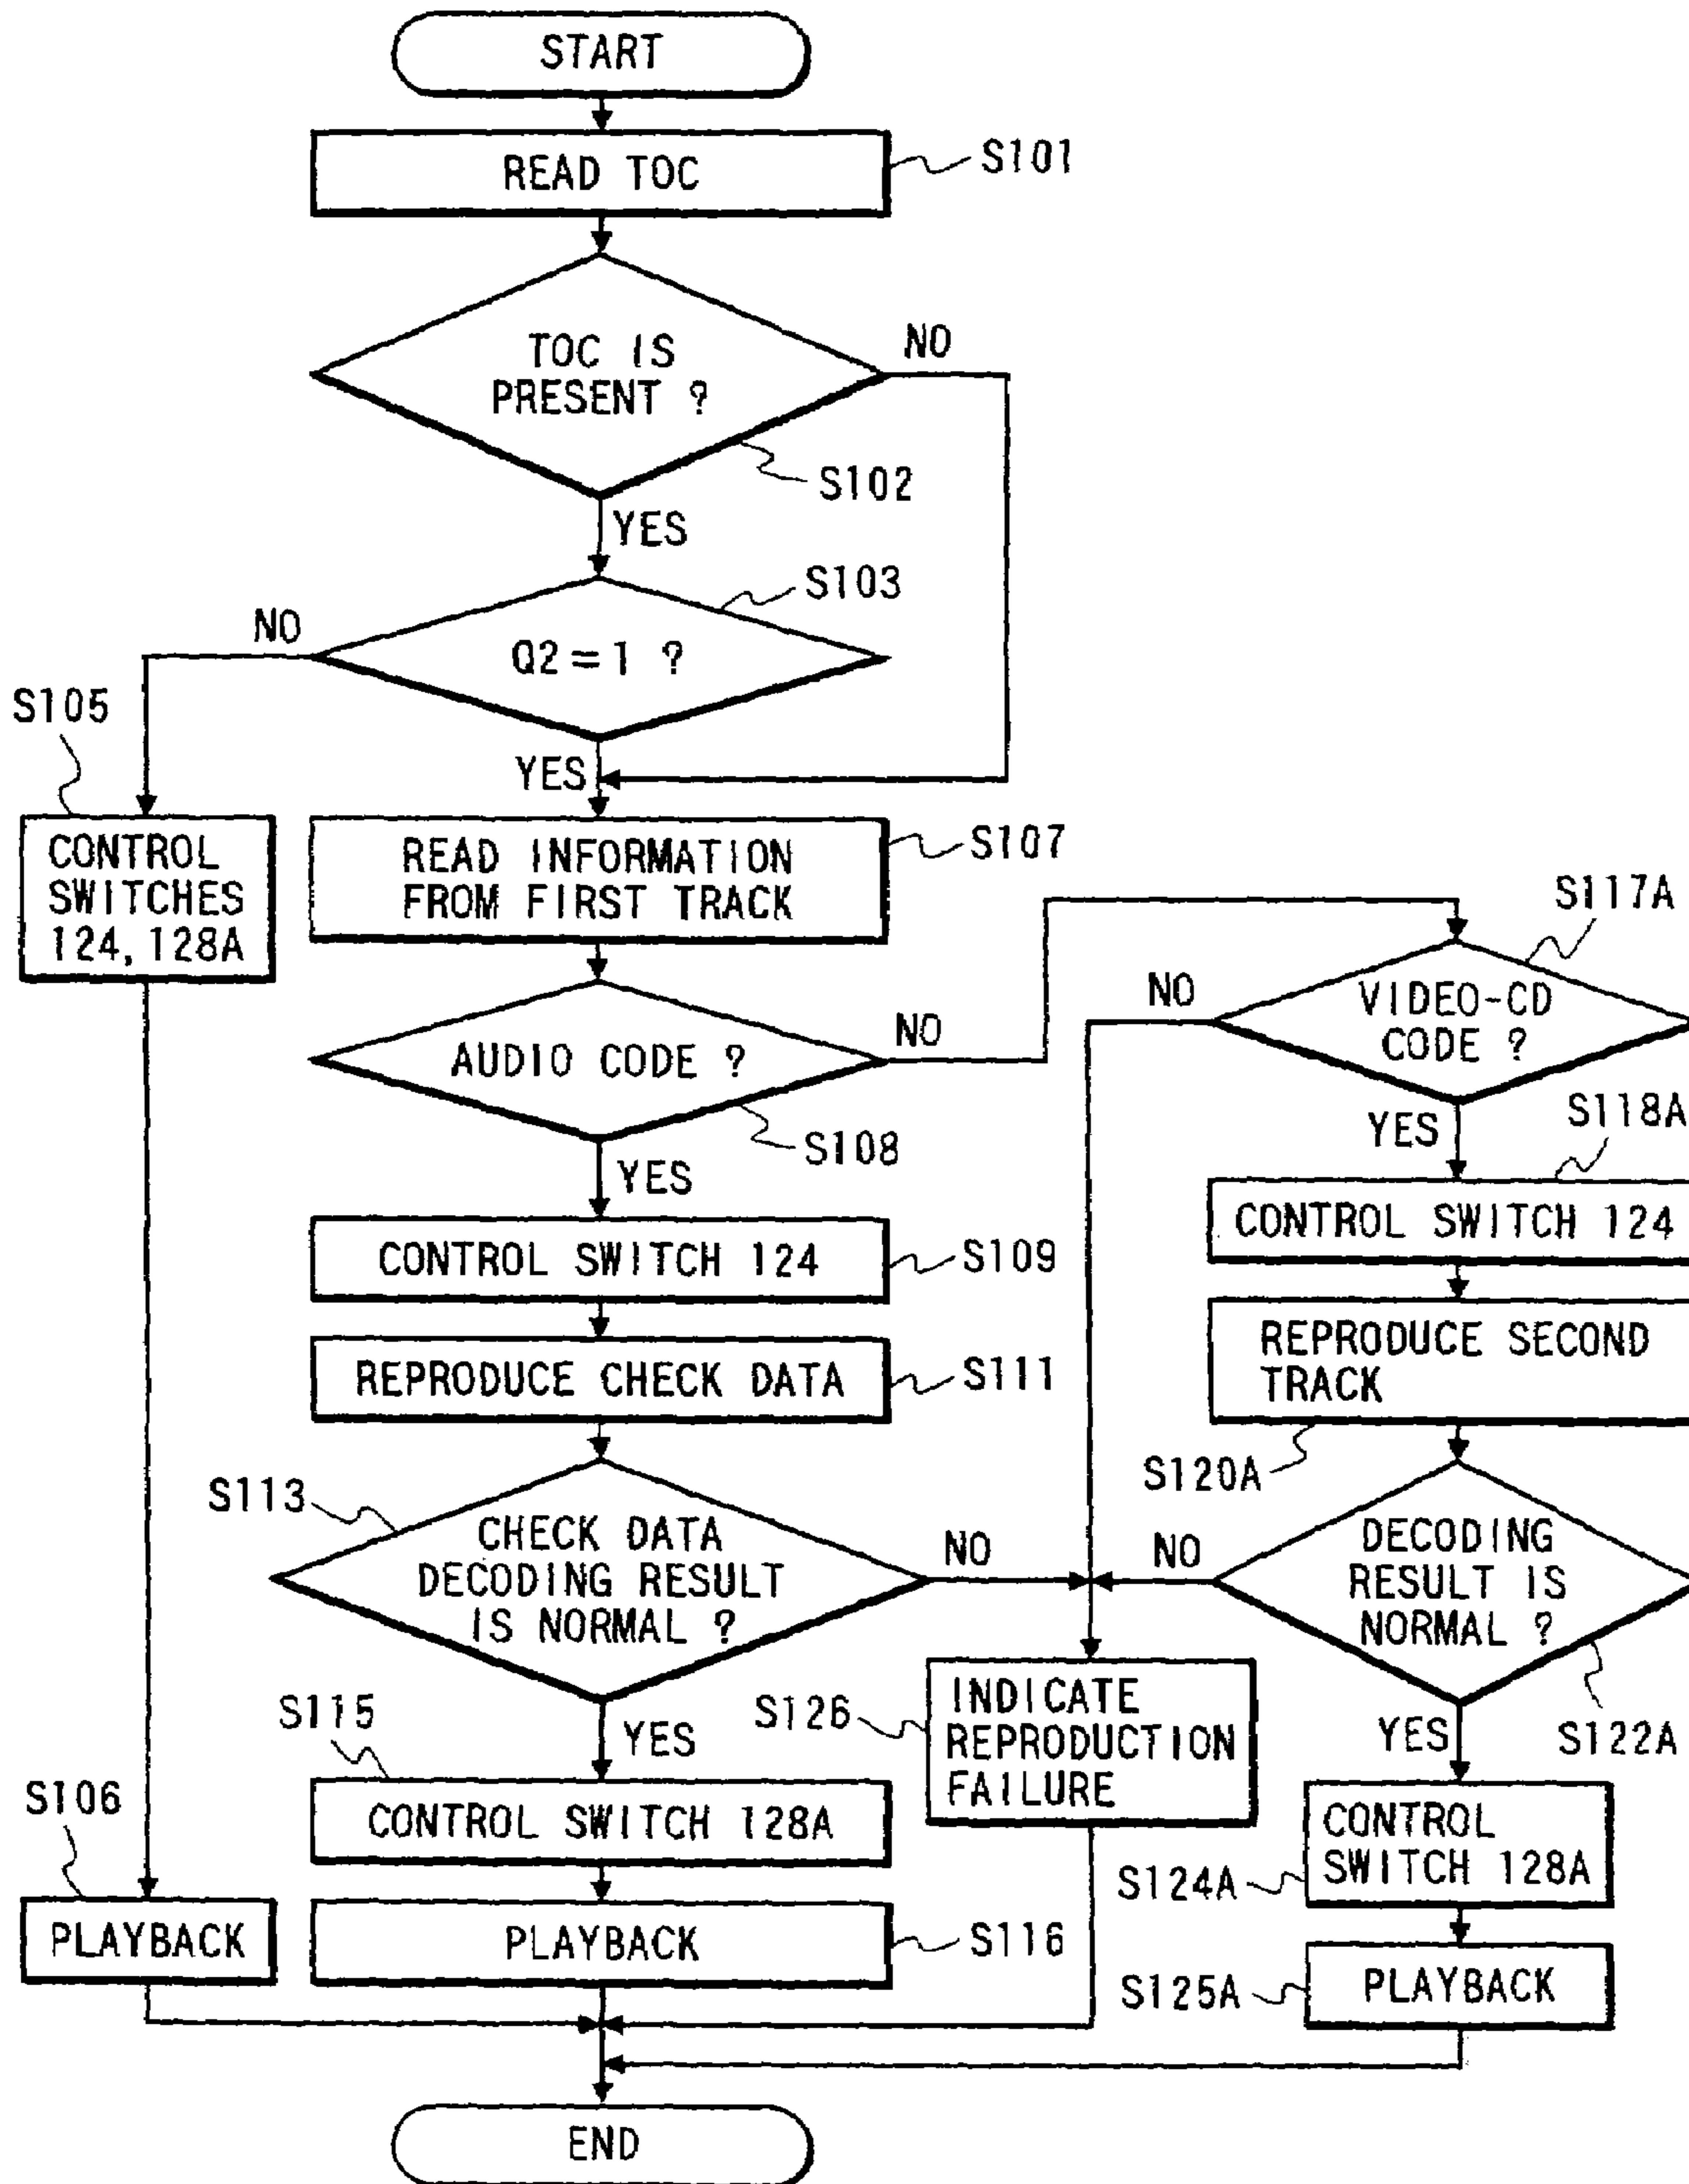 START
READ TOC
S101
TOC IS
PRESENT ?
NO
S102
YES
S103
NO
Q2=1 ?
S105
YES
CONTROL
SWITCHES
124, 128A
READ INFORMATION
FROM FIRST TRACK
S107
S117A
AUDIO CODE ?
NO
S108
YES
NO
VIDEO-CD
CODE ?
YES
S118A
CONTROL SWITCH 124
S109
CONTROL SWITCH 124
REPRODUCE CHECK DATA
S111
REPRODUCE SECOND
TRACK
S120A
S113
CHECK DATA
DECODING RESULT
IS NORMAL ?
NO
NO
DECODING
RESULT IS
NORMAL ?
S122A
YES
S115
YES
S126
INDICATE
REPRODUCTION
FAILURE
CONTROL SWITCH 128A
CONTROL
SWITCH 128A
S124A
S106
PLAYBACK
PLAYBACK
S116
PLAYBACK
S125A
END